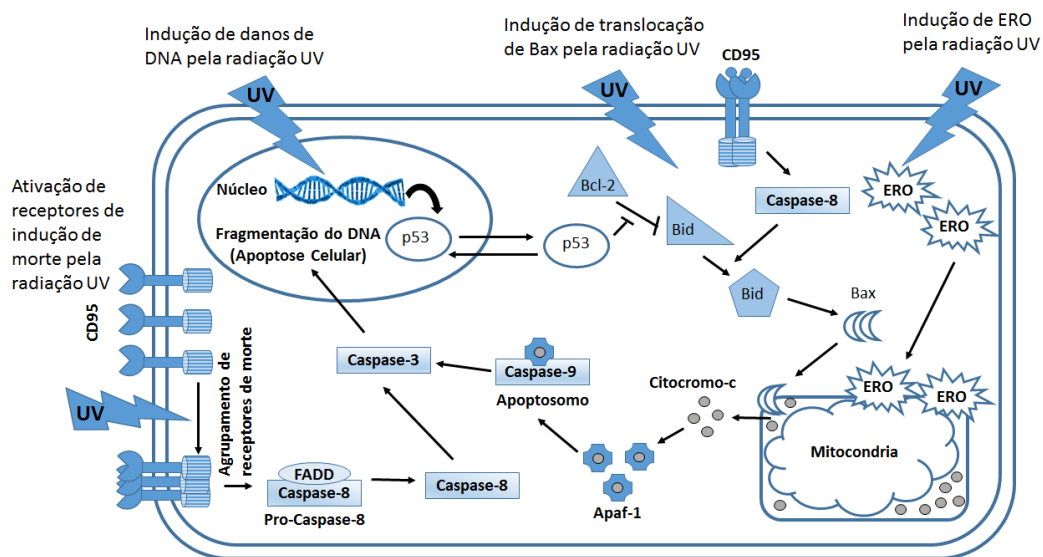 Indução de danos de
DNA pela radiação UV
Indução de translocação
de Bax pela radiação UV
Indução de ERO
pela radiação UV
CD95
UV
UV
UV
Ativação de
receptores de
indução de
morte pela
radiação UV
Núcleo
Bcl-2
Caspase-8
ERO
ERO
p53
p53
Bid
Fragmentação do DNA
(Apoptose Celular)
Bid
Bax
CD95
Caspase-3
Caspase-9
Apoptosomo
Citocromo-c
ERO
ERO
Agrupamento de
receptores de morte
UV
Mitocondria
FADD
Caspase-8
Pro-Caspase-8
Caspase-8
Apaf-1